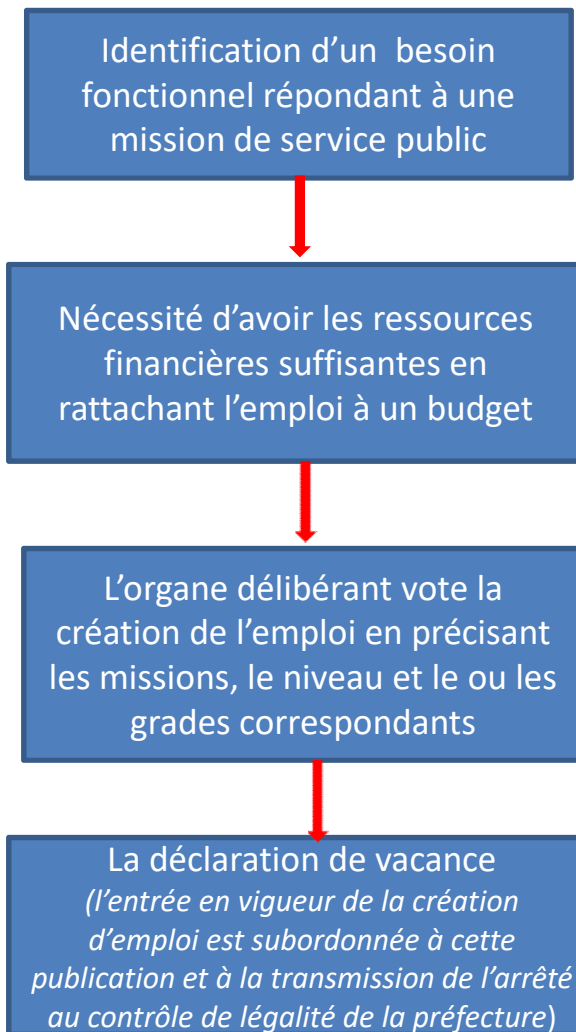 Identification d’un  besoin
fonctionnel répondant à une
mission de service public
Nécessité d’avoir les ressources
financières suffisantes en
rattachant l’emploi à un budget
L’organe délibérant vote la
création de l’emploi en précisant
les missions, le niveau et le ou les
grades correspondants
La déclaration de vacance
(l’entrée en vigueur de la création
d’emploi est subordonnée à cette
publication et à la transmission de l’arrêté
au contrôle de légalité de la préfecture)